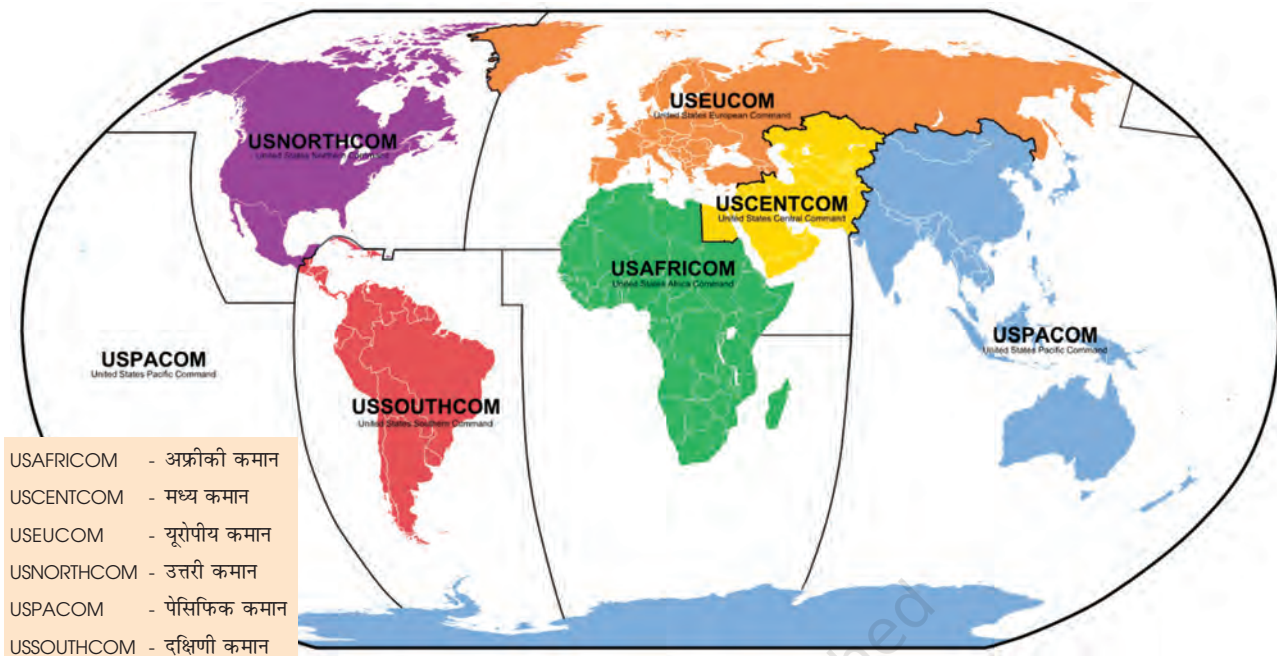 USEUCOM
United States European Command
USNORTHCOM
United States Northern Command
USCENTCOM
United States Central Command
USAFRICOM
United States Africa Command
USPACOM
United States Pacific Command
USPACOM
United States Pacific Command
USSOUTHCOM
United States Southern Command
USAFRICOM - अफ्रीकी कमान
USCENTCOM - मध्य कमान
USEUCOM - यूरोपीय कमान
USNORTHCOM - उत्तरी कमान
USPACOM - पेसिफिक कमान
USSOUTHCOM - दक्षिणी कमान